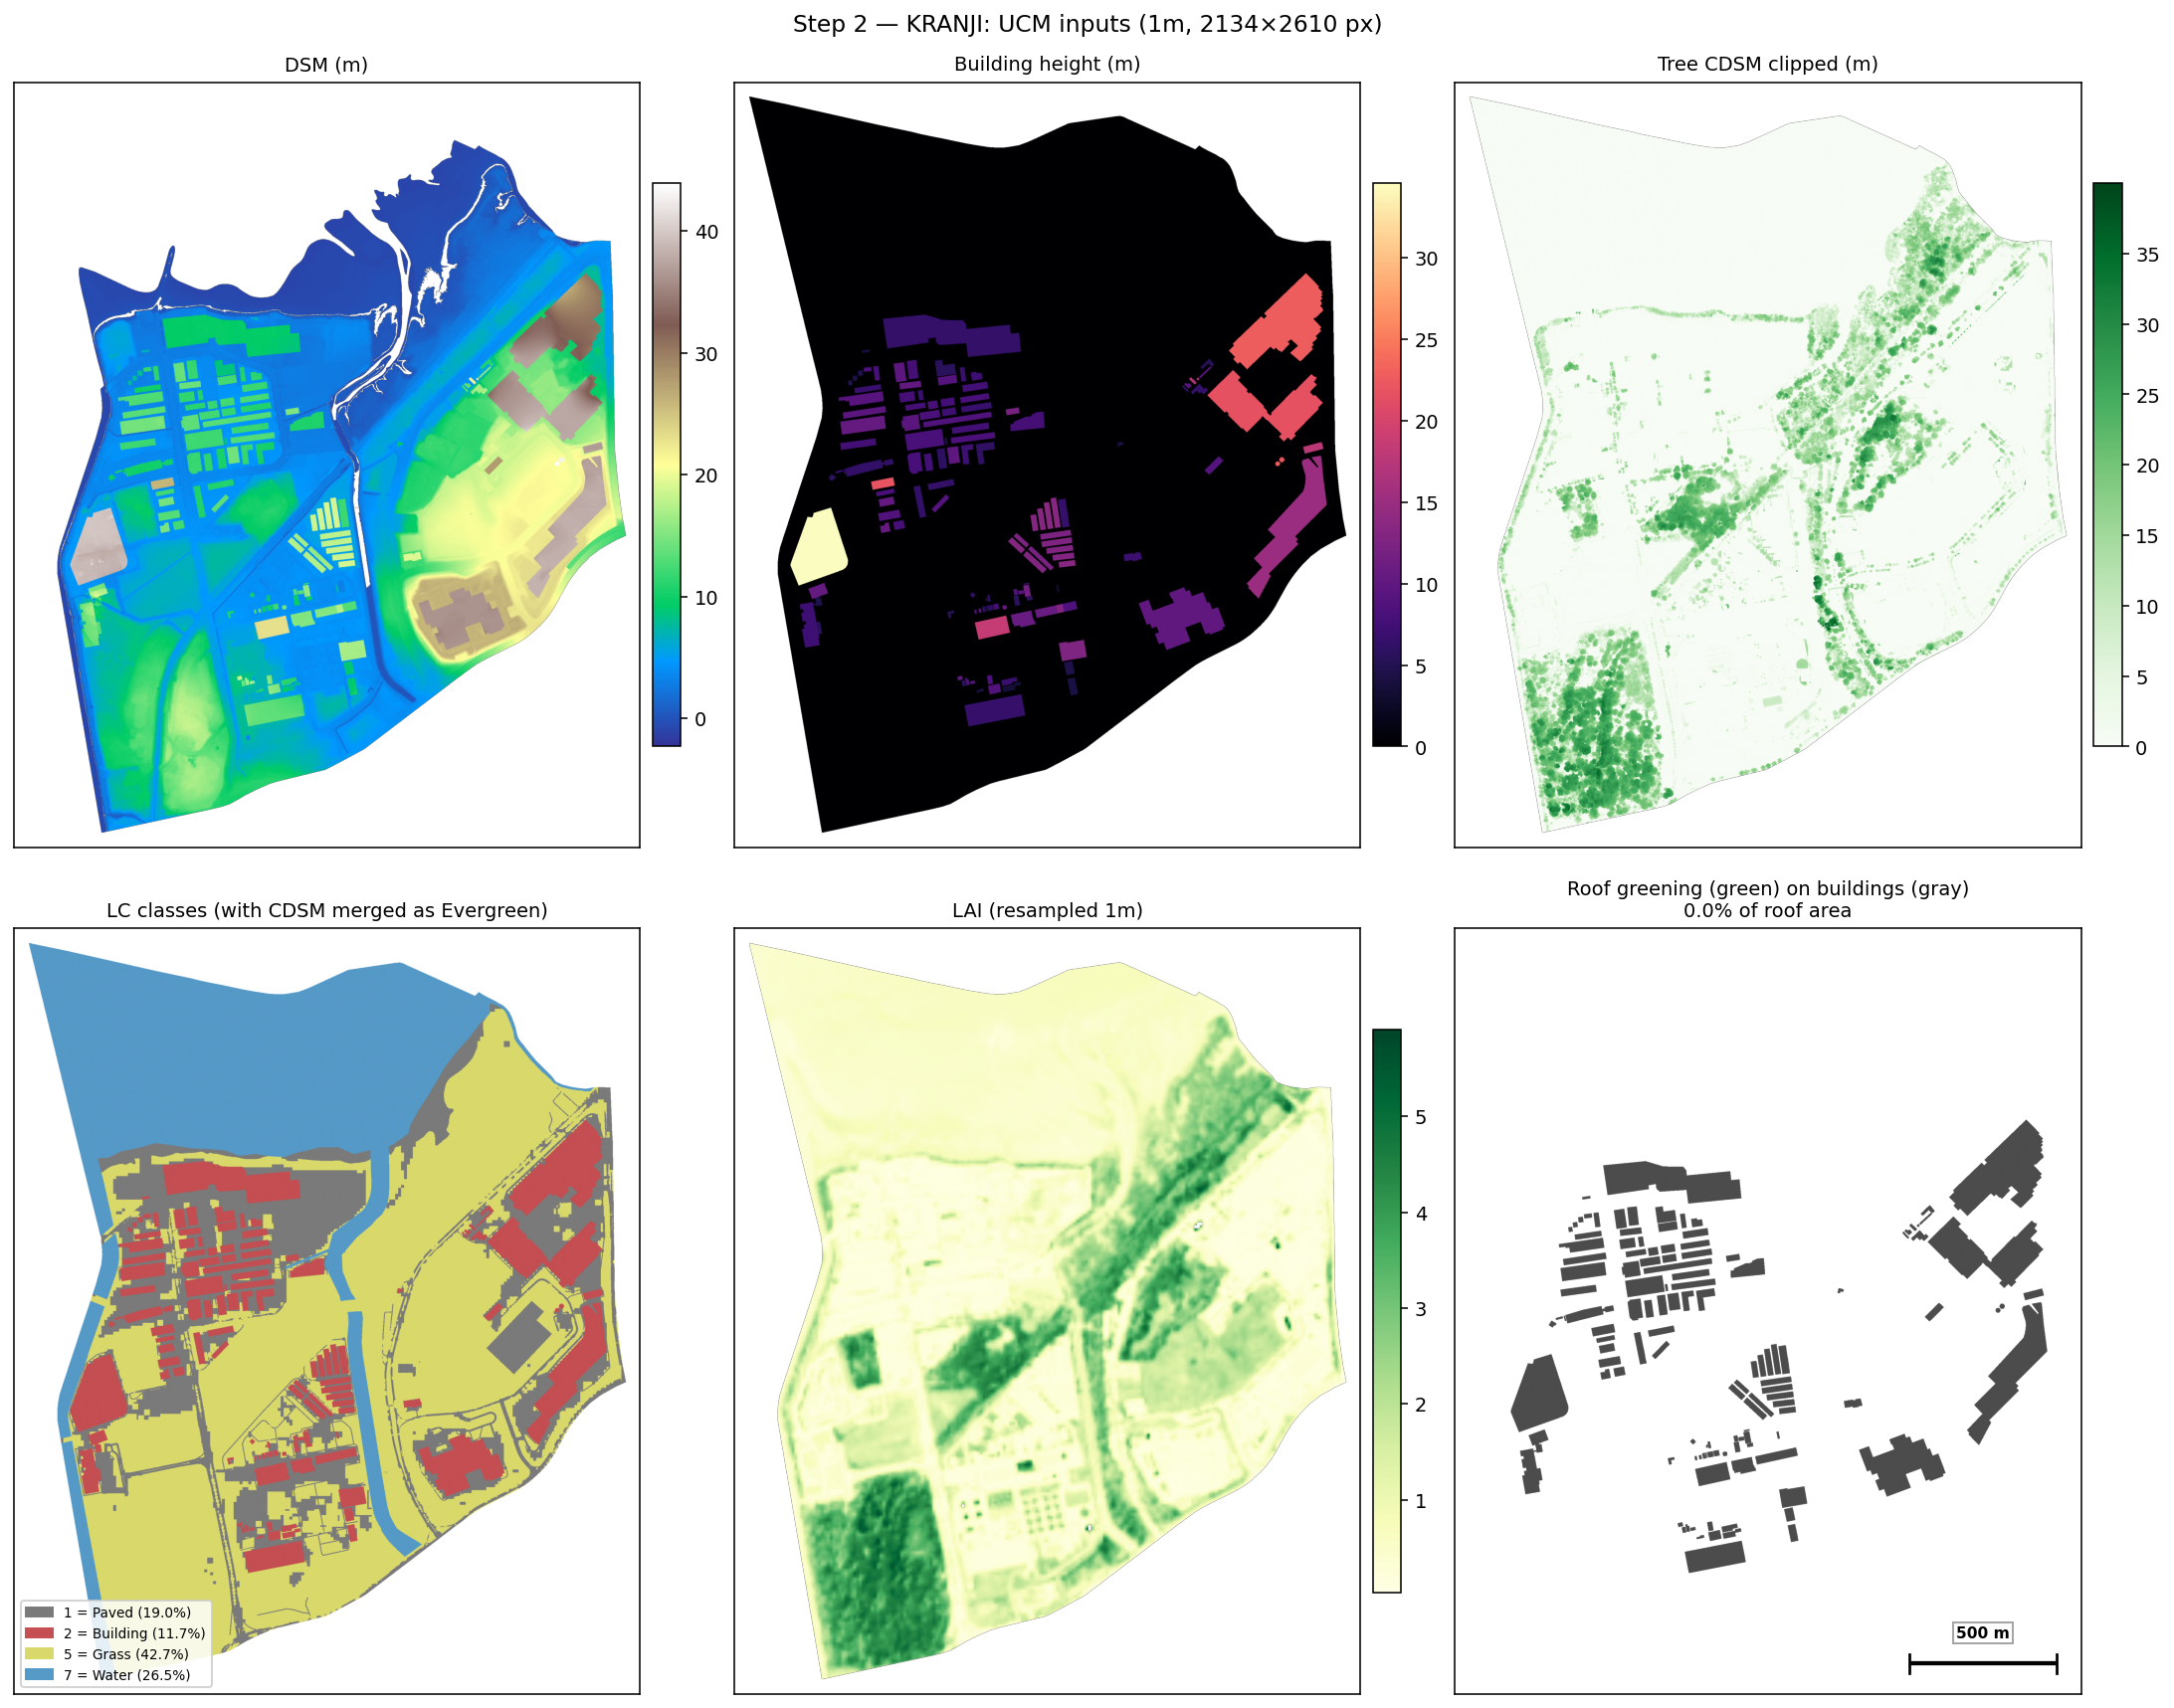 Step 2 — KRANJI: UCM inputs (1m, 2134×2610 px)
DSM (m)
40
30
20
10
0
Building height (m)
30
25
20
15
10
5
0
Tree CDSM clipped (m)
35
30
25
20
15
10
5
0
LC classes (with CDSM merged as Evergreen)
1 = Paved (19.0%)
2 = Building (11.7%)
5 = Grass (42.7%)
7 = Water (26.5%)
LAI (resampled 1m)
5
4
3
2
1
Roof greening (green) on buildings (gray)
0.0% of roof area
500 m